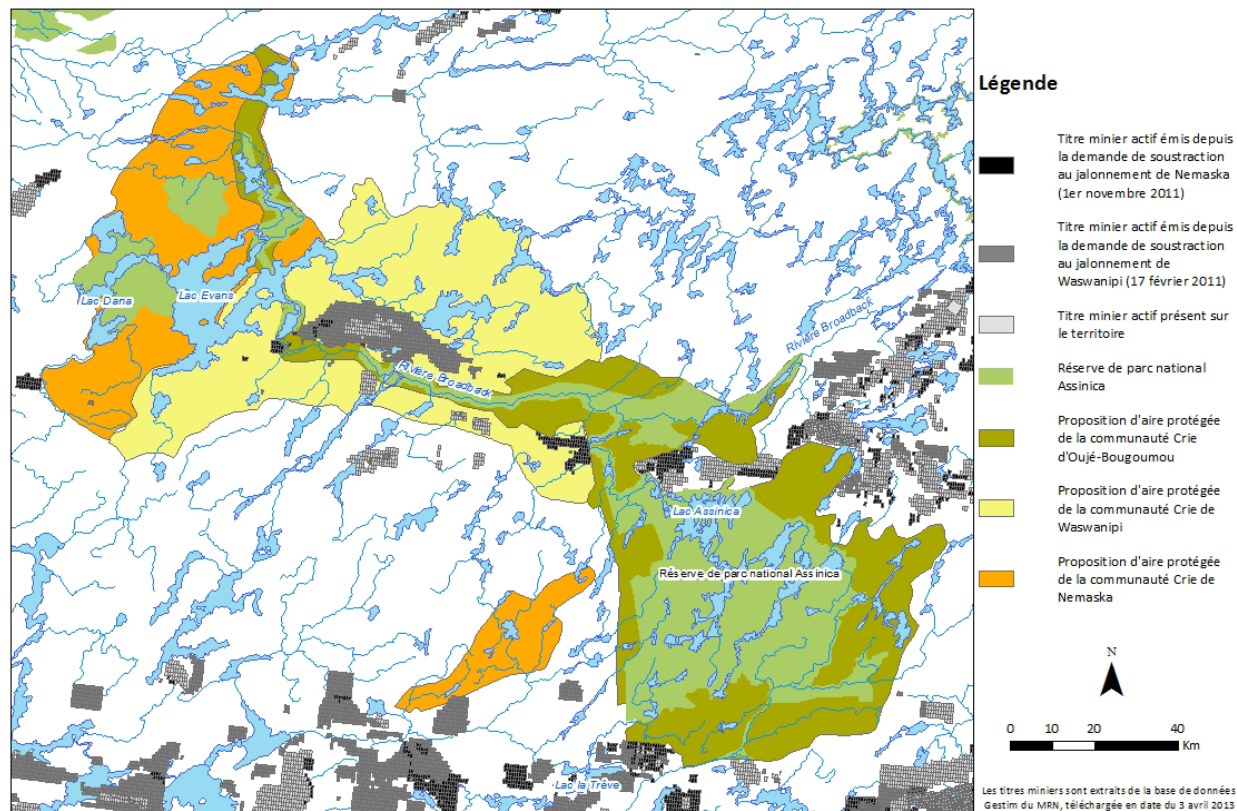 Légende
Titre minier actif émis depuis
la demande de soustraction
au jalonnement de Nemaska
(1er novembre 2011)
Titre minier actif émis depuis
la demande de soustraction
au jalonnement de
Waswanipi (17 février 2011)
Titre minier actif présent sur
le territoire
Réserve de parc national
Assinica
Proposition d'aire protégée
de la communauté Crie
d'Oujé-Bougoumou
Proposition d'aire protégée
de la communauté Crie de
Waswanipi
Proposition d'aire protégée
de la communauté Crie de
Nemaska
N
0 10 20 40
Km
Les titres miniers sont extraits de la base de données
Gestim du MRN, téléchargée en date du 3 avril 2013
Lac Dana
Lac Evans
Rivière Broadback
Rivière Broadback
Lac Assinica
Réserve de parc national Assinica
Lac la Trêve